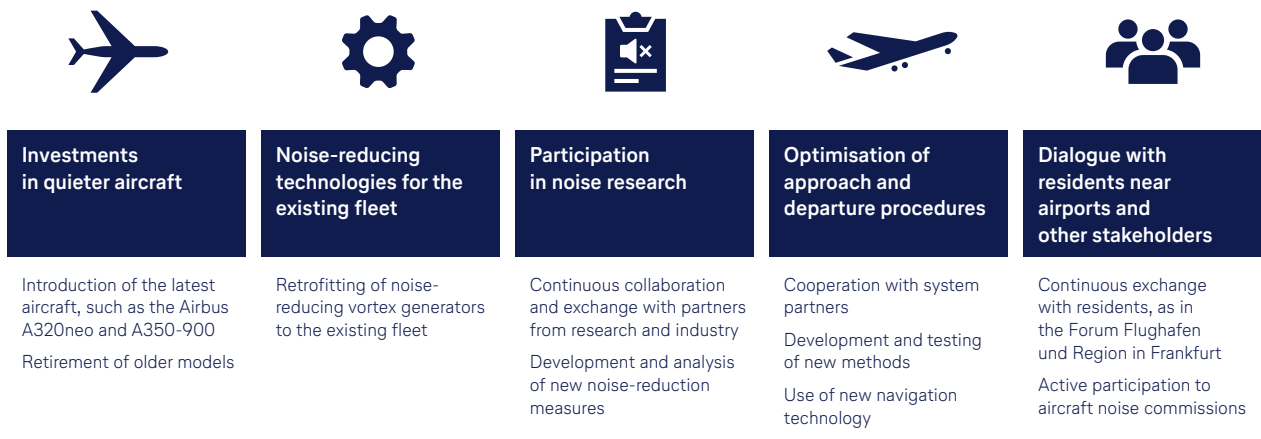 Investments
in quieter aircraft
Introduction of the latest
aircraft, such as the Airbus
A320neo and A350-900
Retirement of older models
Noise-reducing
technologies for the
existing fleet
Retrofitting of noise-
reducing vortex generators
to the existing fleet
Participation
in noise research
Continuous collaboration
and exchange with partners
from research and industry
Development and analysis
of new noise-reduction
measures
Optimisation of
approach and
departure procedures
Cooperation with system
partners
Development and testing
of new methods
Use of new navigation
technology
Dialogue with
residents near
airports and
other stakeholders
Continuous exchange
with residents, as in
the Forum Flughafen
und Region in Frankfurt
Active participation to
aircraft noise commissions